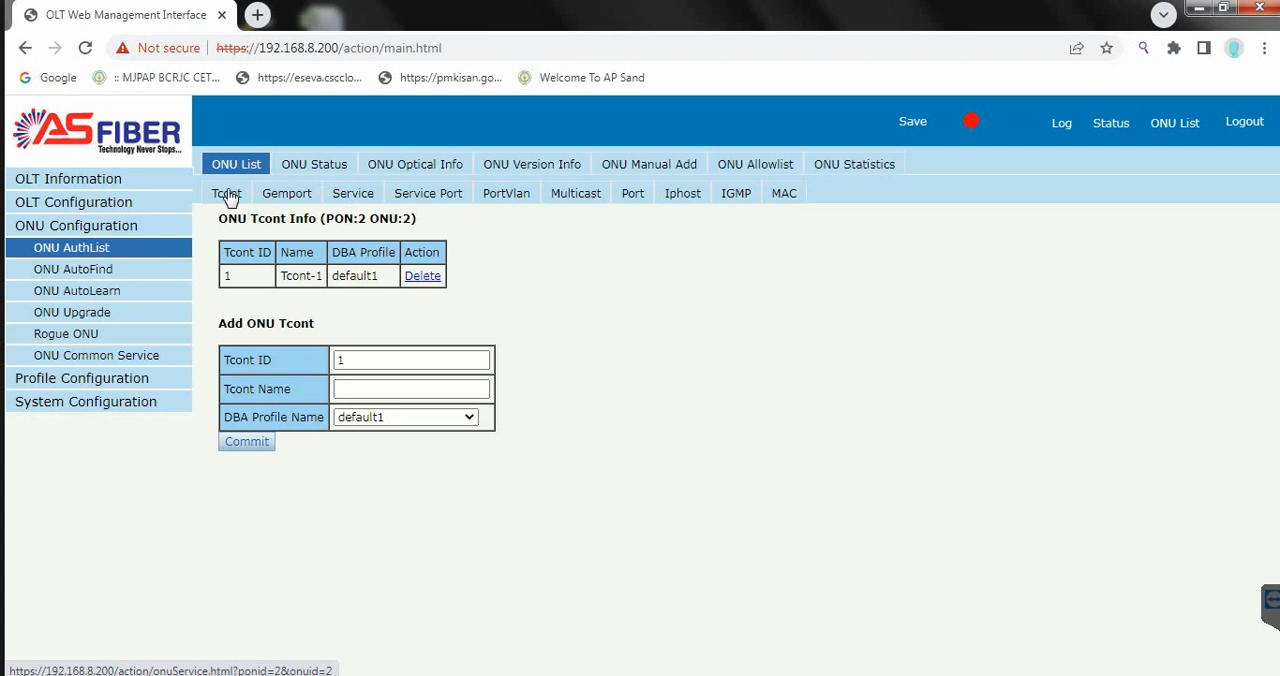 OLT Web Management Interface
Not secure https://192.168.8.200/action/main.html
Google :: MJPAP BCRJC CET... https://eseva.csccclo... https://pmkisan.go... Welcome To AP Sand
AS FIBER
Technology Never Stops...
Save Log Status ONU List Logout
ONU List ONU Status ONU Optical Info ONU Version Info ONU Manual Add ONU Allowlist ONU Statistics
Tcont Gemport Service Service Port PortVlan Multicast Port Iphost IGMP MAC
OLT Information
OLT Configuration
ONU Configuration
ONU AuthList
ONU AutoFind
ONU AutoLearn
ONU Upgrade
Rogue ONU
ONU Common Service
Profile Configuration
System Configuration
ONU Tcont Info (PON:2 ONU:2)
Tcont ID Name DBA Profile Action
1 Tcont-1 default1 Delete
Add ONU Tcont
Tcont ID 1
Tcont Name
DBA Profile Name default1
Commit
https://192.168.8.200/action/onuService.html?ponid=2&onuid=2